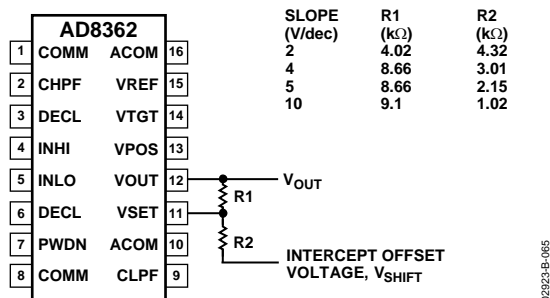 AD8362
1 COMM ACOM 16
2 CHPF VREF 15
3 DECL VTGT 14
4 INHI VPOS 13
5 INLO VOUT 12
6 DECL VSET 11
7 PWDN ACOM 10
8 COMM CLPF 9
SLOPE R1 R2
(V/dec) (kΩ) (kΩ)
2 4.02 4.32
4 8.66 3.01
5 8.66 2.15
10 9.1 1.02
VOUT
R1
R2
INTERCEPT OFFSET
VOLTAGE, VSHIFT
02923-B-065